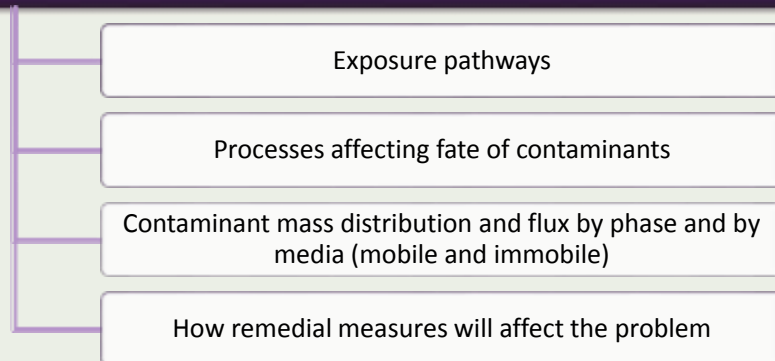 Exposure pathways
Processes affecting fate of contaminants
Contaminant mass distribution and flux by phase and by
media (mobile and immobile)
How remedial measures will affect the problem